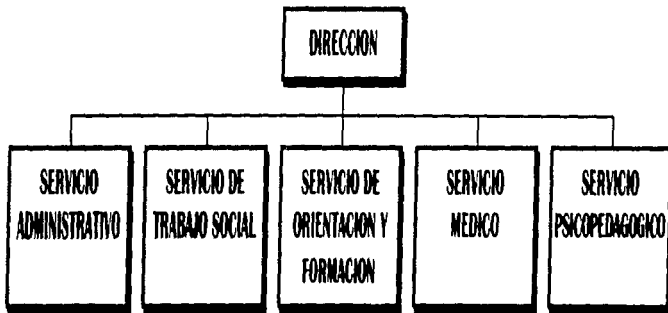 DIRECCION
SERVICIO
ADMINISTRATIVO
SERVICIO DE
TRABAJO SOCIAL
SERVICIO DE
ORIENTACION Y
FORMACION
SERVICIO
MEDICO
SERVICIO
PSICOPEDAGOGICO